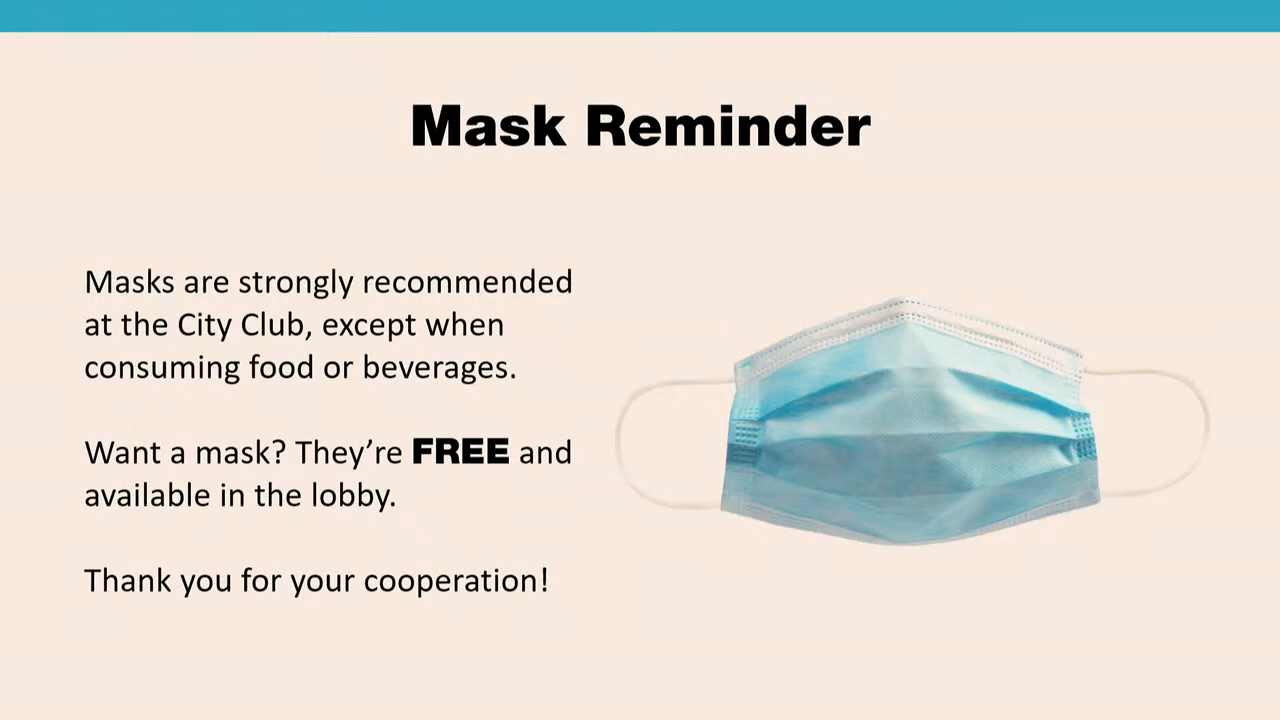 Mask Reminder
Masks are strongly recommended
at the City Club, except when
consuming food or beverages.
Want a mask? They’re FREE and
available in the lobby.
Thank you for your cooperation!